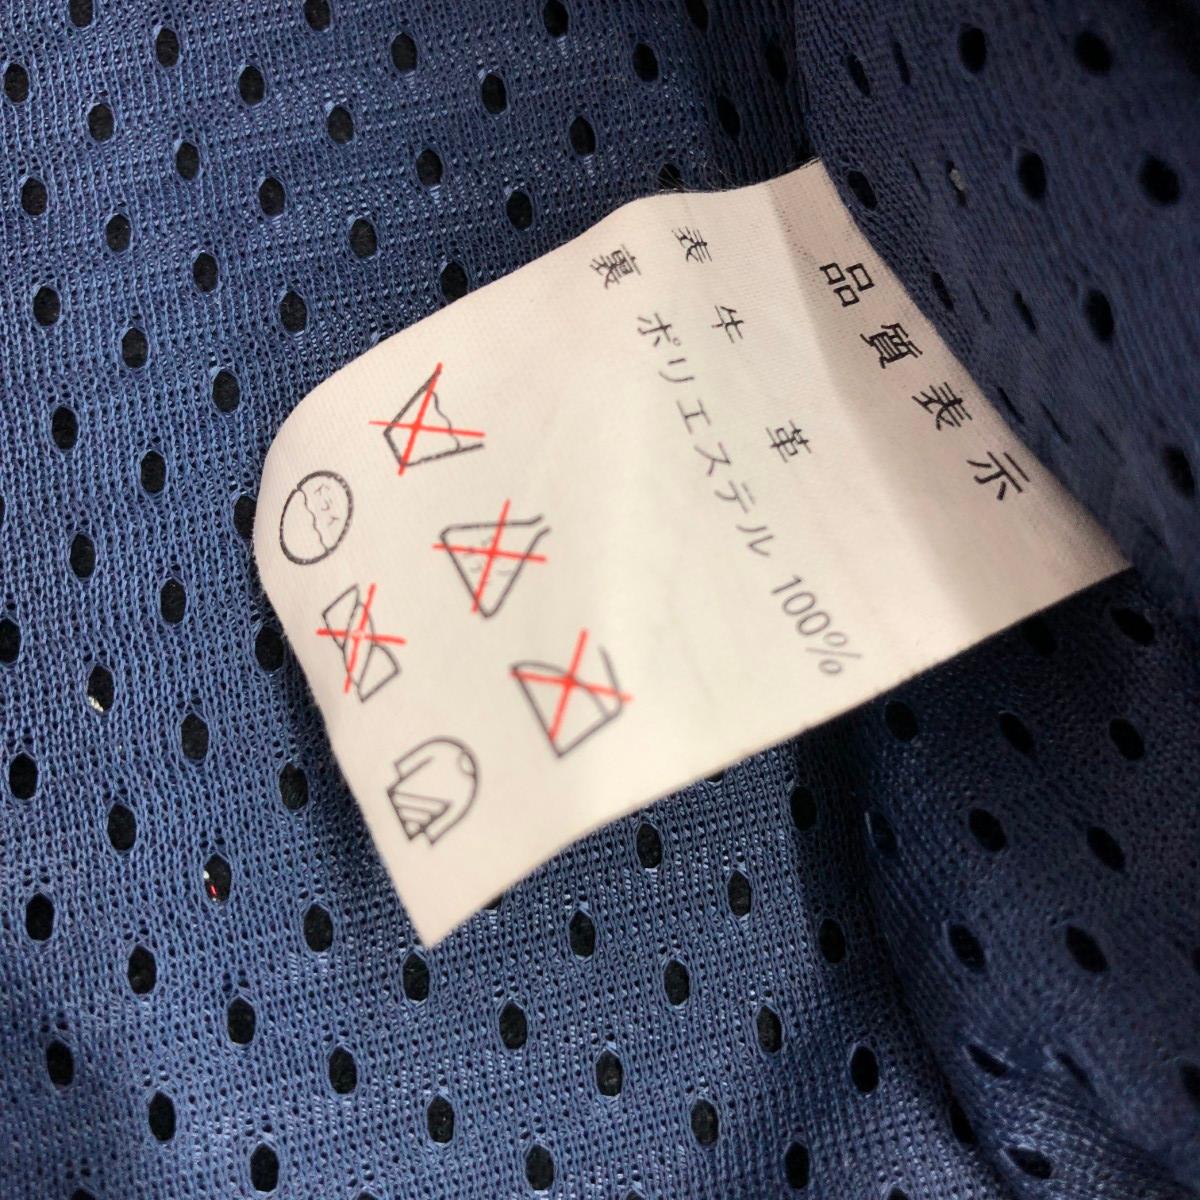 品質表示
表 牛 革
裏 ポリエステル 100%
ドライ